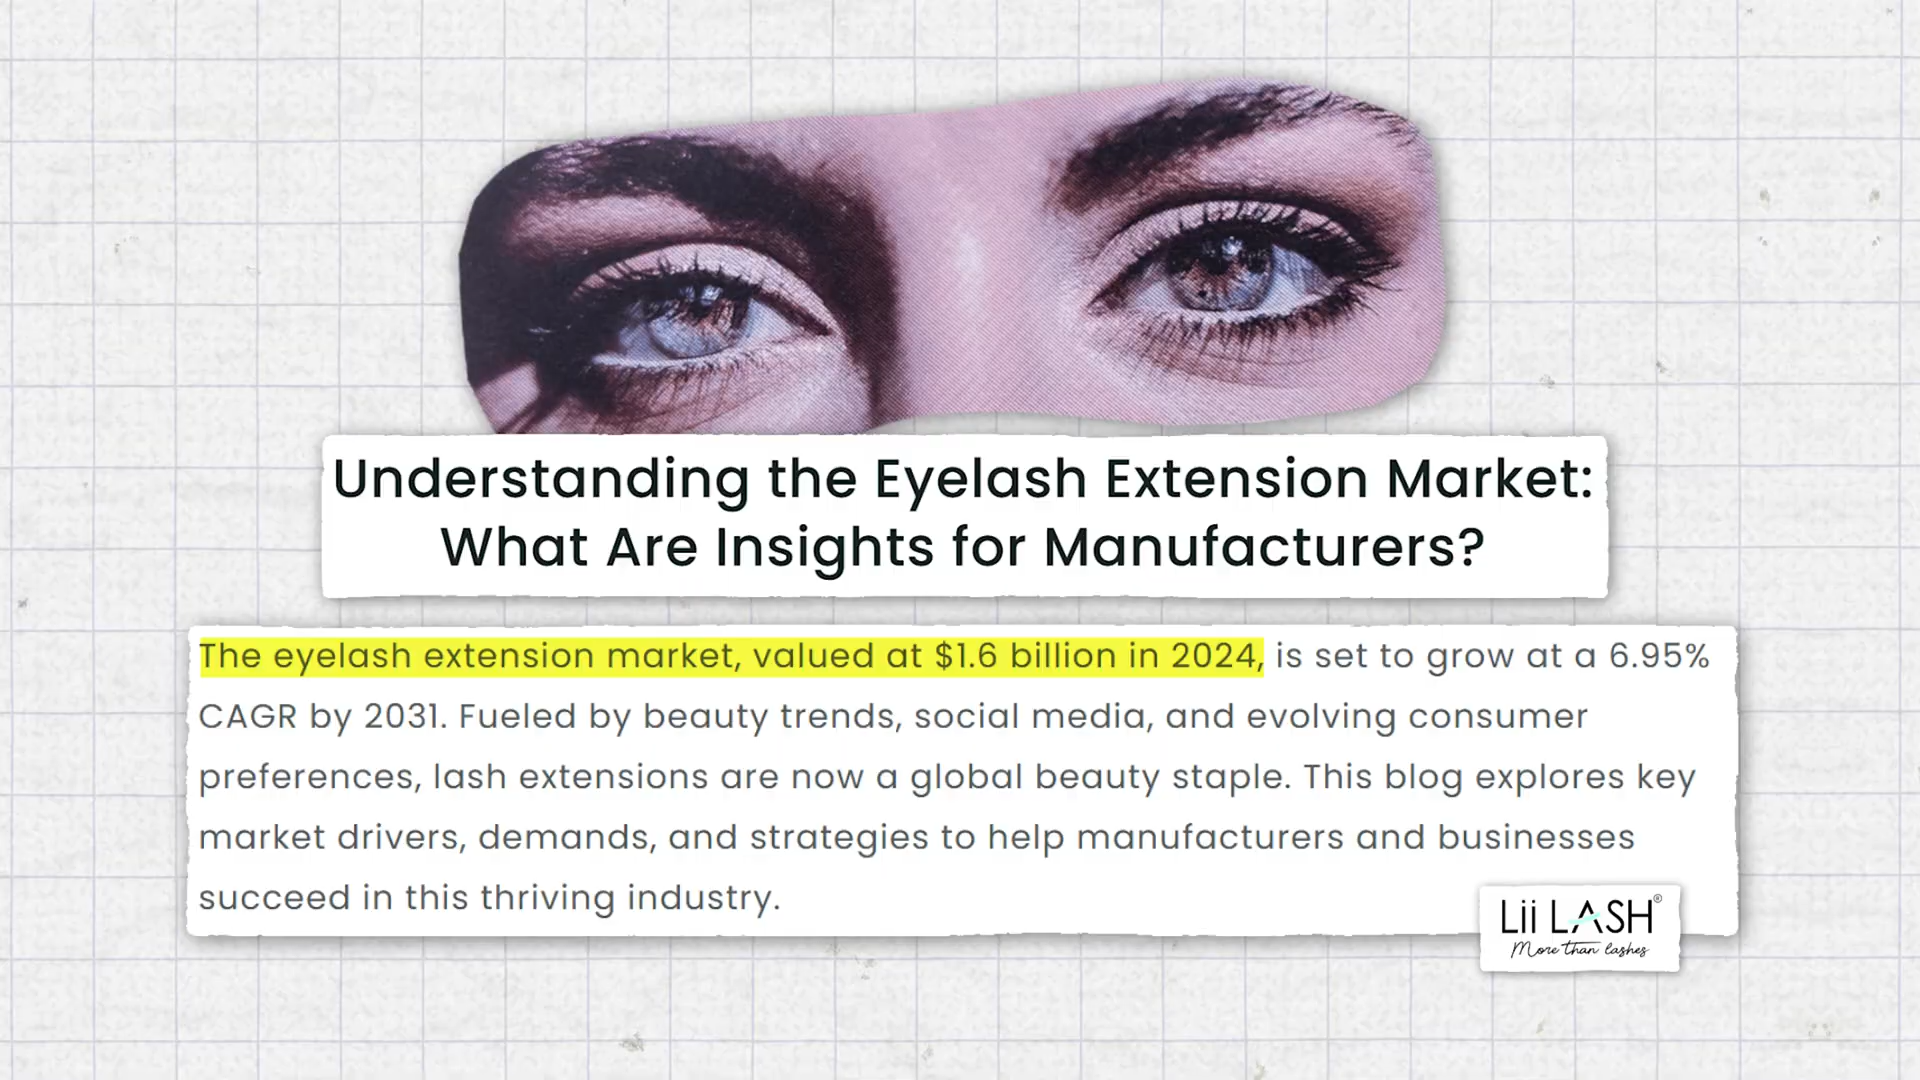 Understanding the Eyelash Extension Market:
What Are Insights for Manufacturers?
The eyelash extension market, valued at $1.6 billion in 2024, is set to grow at a 6.95%
CAGR by 2031. Fueled by beauty trends, social media, and evolving consumer
preferences, lash extensions are now a global beauty staple. This blog explores key
market drivers, demands, and strategies to help manufacturers and businesses
succeed in this thriving industry.
Lii LASH®
More than lashes